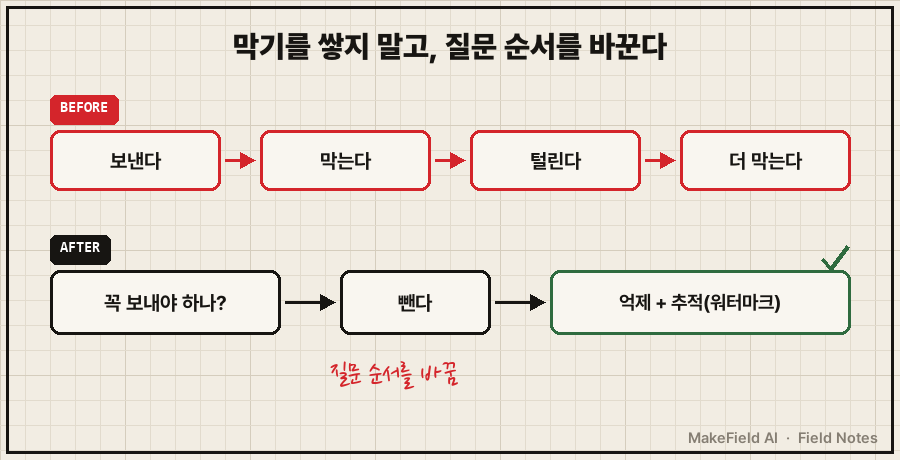 막기를 쌓지 말고, 질문 순서를 바꾼다
BEFORE
보낸다
막는다
털린다
더 막는다
AFTER
꼭 보내야 하나?
뺀다
억제 + 추적(워터마크)
질문 순서를 바꿈
MakeField AI · Field Notes